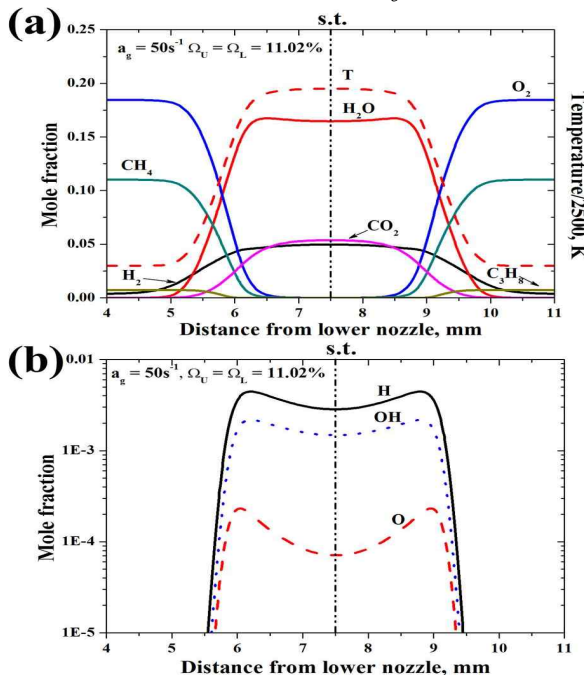 g
(a)
s.t.
a_g = 50s⁻¹ Ω_U = Ω_L = 11.02%
T
H₂O
O₂
CH₄
CO₂
H₂
C₃H₈
Mole fraction
Temperature/2500, K
0.25
0.20
0.15
0.10
0.05
0.00
4 5 6 7 8 9 10 11
Distance from lower nozzle, mm
(b)
s.t.
a_g = 50s⁻¹, Ω_U = Ω_L = 11.02%
H
OH
O
Mole fraction
0.01
1E-3
1E-4
1E-5
4 5 6 7 8 9 10 11
Distance from lower nozzle, mm